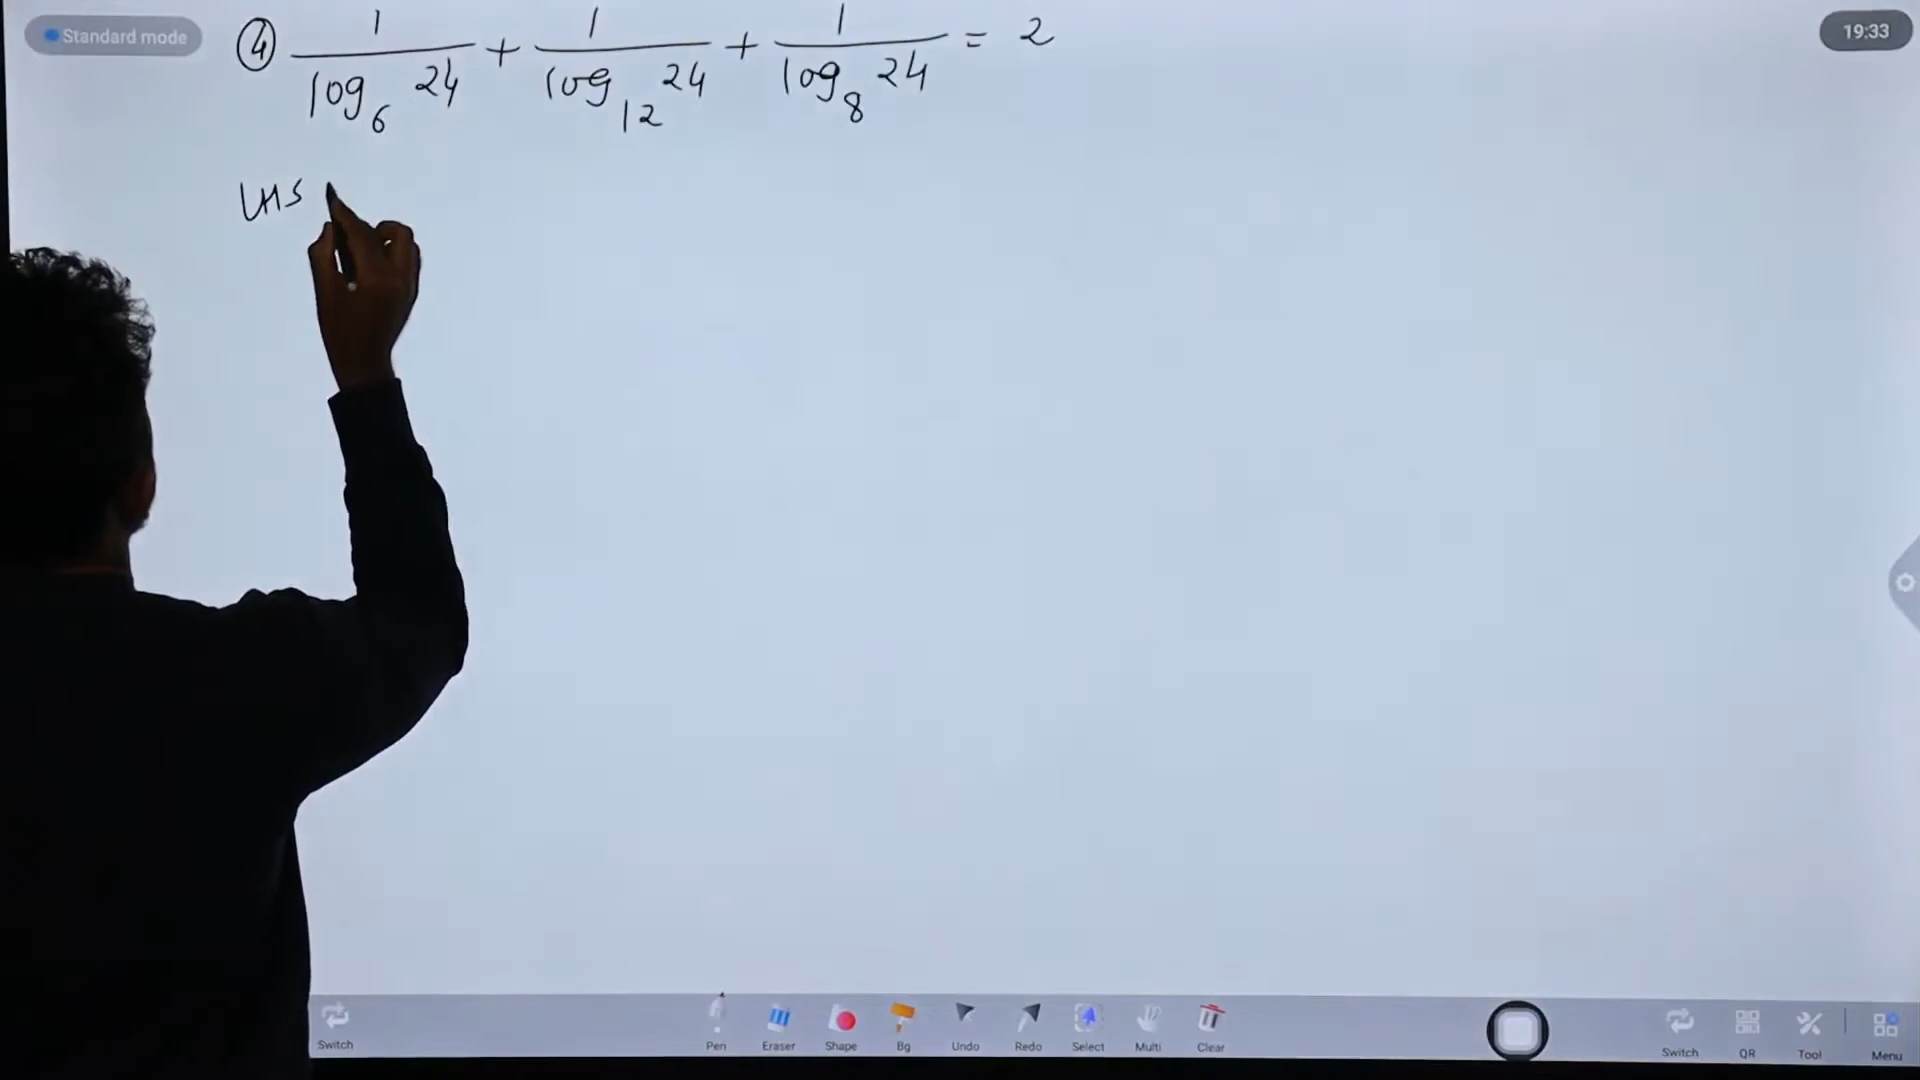 Standard mode
19:33
④ 1/log₆ 24 + 1/log₁₂ 24 + 1/log₈ 24 = 2
LHS
Switch Pen Eraser Shape Bg Undo Redo Select Multi Clear Switch QR Tool Menu